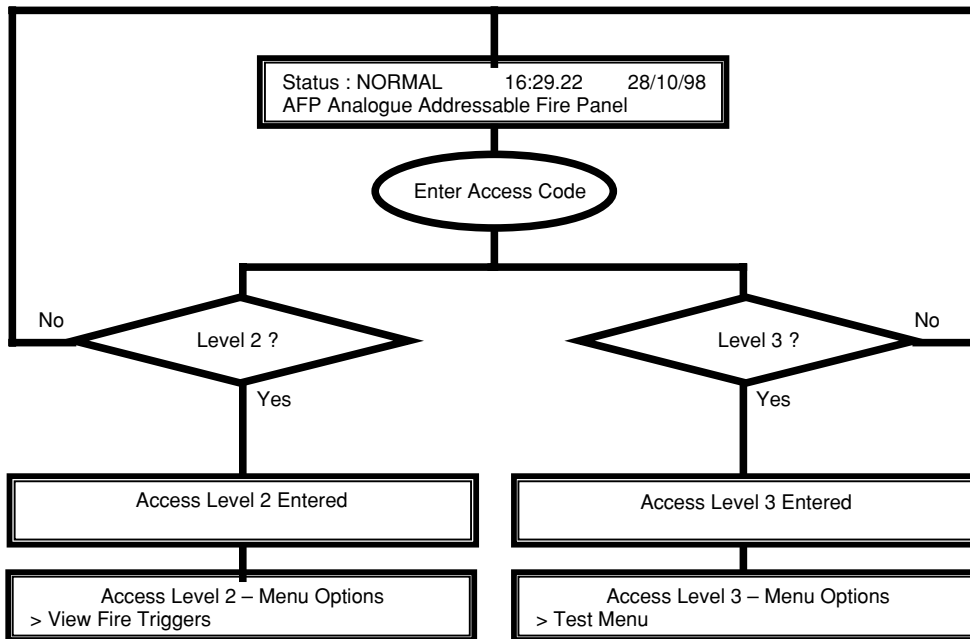 Status : NORMAL 16:29.22 28/10/98
AFP Analogue Addressable Fire Panel
Enter Access Code
No
Level 2 ?
Yes
Level 3 ?
No
Yes
Access Level 2 Entered
Access Level 3 Entered
Access Level 2 – Menu Options
> View Fire Triggers
Access Level 3 – Menu Options
> Test Menu